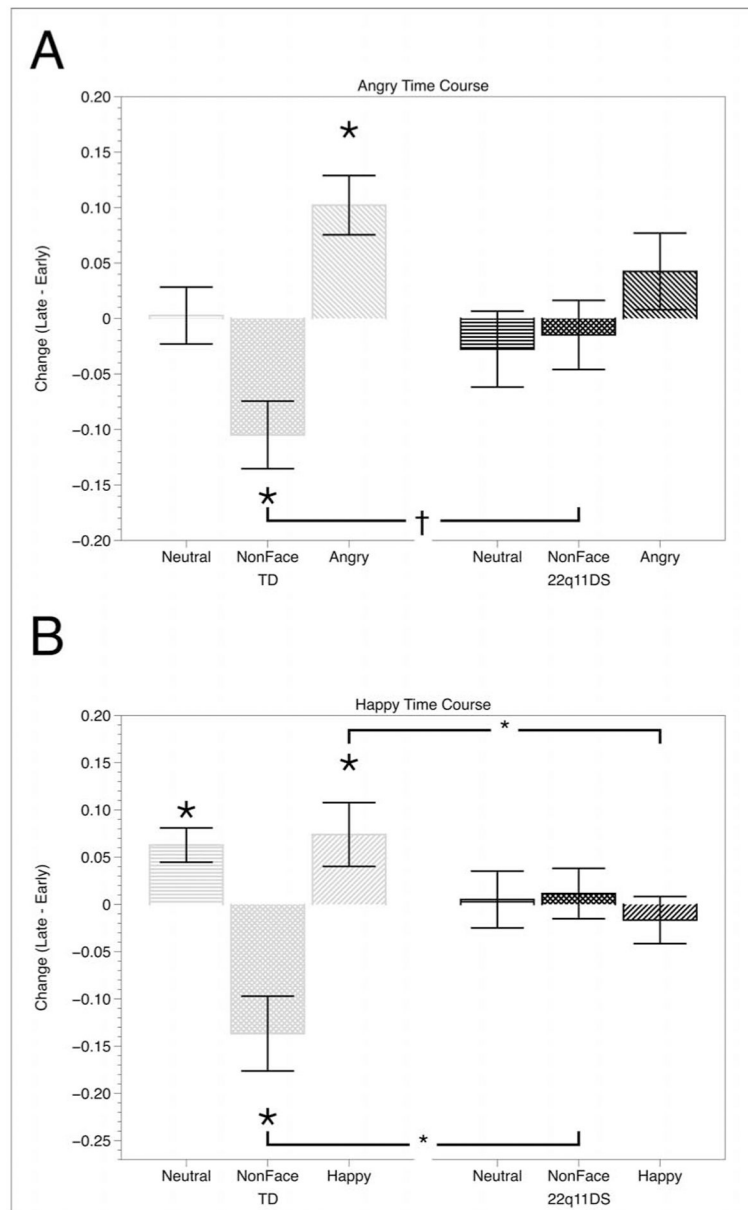 A
Angry Time Course
Change (Late - Early)
0.20
0.15
0.10
0.05
0
−0.05
−0.10
−0.15
−0.20
*
*
†
Neutral NonFace Angry Neutral NonFace Angry
TD 22q11DS
B
Happy Time Course
Change (Late - Early)
0.20
0.15
0.10
0.05
0
−0.05
−0.10
−0.15
−0.20
−0.25
*
*
*
*
*
Neutral NonFace Happy Neutral NonFace Happy
TD 22q11DS